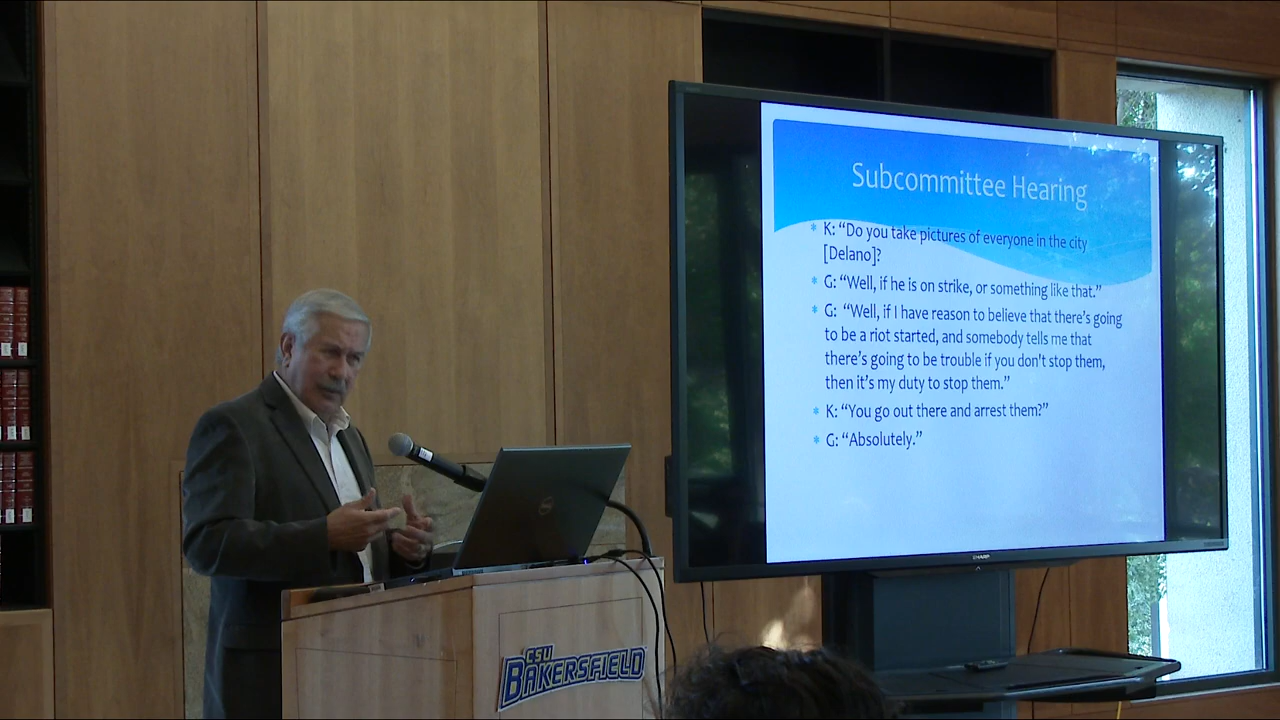 Subcommittee Hearing
* K: “Do you take pictures of everyone in the city
[Delano]?
* G: “Well, if he is on strike, or something like that.”
* G: “Well, if I have reason to believe that there’s going
to be a riot started, and somebody tells me that
there’s going to be trouble if you don't stop them,
then it’s my duty to stop them.”
* K: “You go out there and arrest them?”
* G: “Absolutely.”
SHARP
CSU
BAKERSFIELD